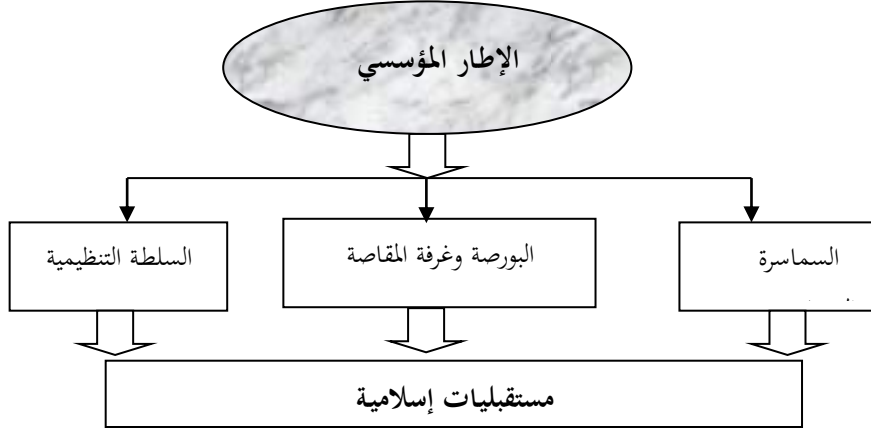 الإطار المؤسسي
السماسرة
البورصة وغرفة المقاصة
السلطة التنظيمية
مستقبليات إسلامية